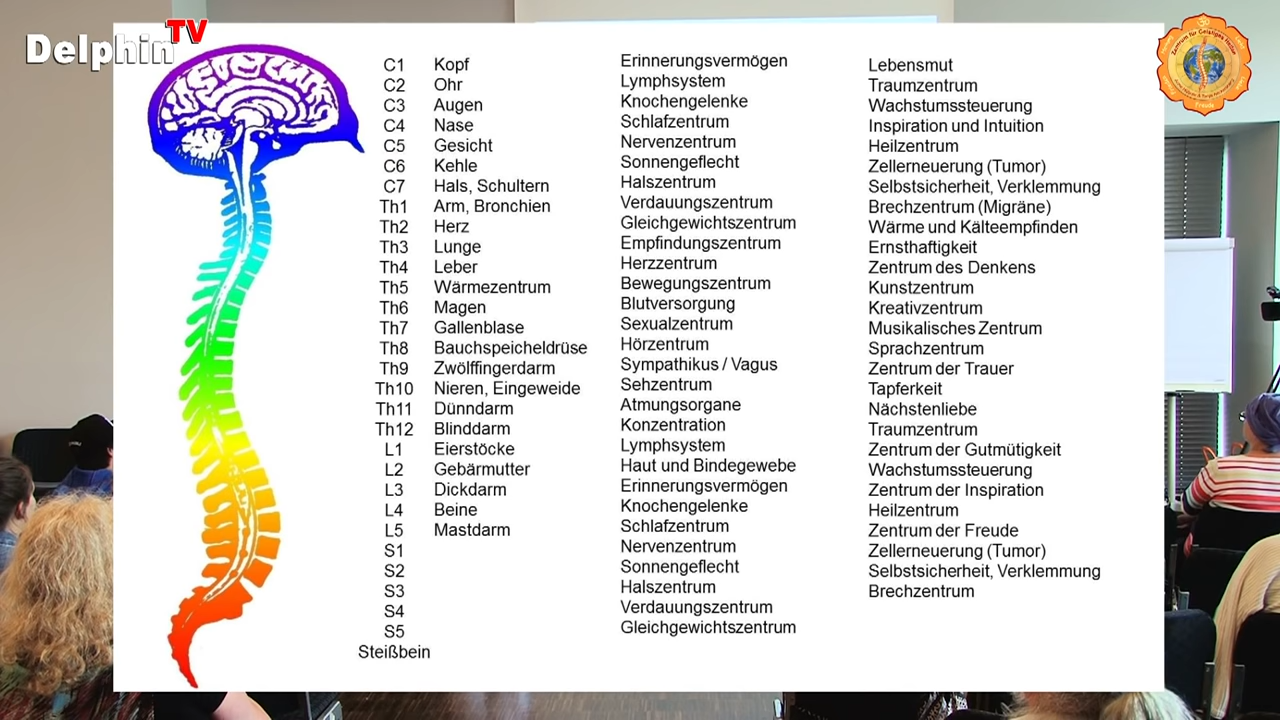 Delphin TV
Zentrum für Geistiges Heilen
Freude
C1 Kopf Erinnerungsvermögen Lebensmut
C2 Ohr Lymphsystem Traumzentrum
C3 Augen Knochengelenke Wachstumssteuerung
C4 Nase Schlafzentrum Inspiration und Intuition
C5 Gesicht Nervenzentrum Heilzentrum
C6 Kehle Sonnengeflecht Zellerneuerung (Tumor)
C7 Hals, Schultern Halszentrum Selbstsicherheit, Verklemmung
Th1 Arm, Bronchien Verdauungszentrum Brechzentrum (Migräne)
Th2 Herz Gleichgewichtszentrum Wärme und Kälteempfinden
Th3 Lunge Empfindungszentrum Ernsthaftigkeit
Th4 Leber Herzzentrum Zentrum des Denkens
Th5 Wärmezentrum Bewegungszentrum Kunstzentrum
Th6 Magen Blutversorgung Kreativzentrum
Th7 Gallenblase Sexualzentrum Musikalisches Zentrum
Th8 Bauchspeicheldrüse Hörzentrum Sprachzentrum
Th9 Zwölffingerdarm Sympathikus / Vagus Zentrum der Trauer
Th10 Nieren, Eingeweide Sehzentrum Tapferkeit
Th11 Dünndarm Atmungsorgane Nächstenliebe
Th12 Blinddarm Konzentration Traumzentrum
L1 Eierstöcke Lymphsystem Zentrum der Gutmütigkeit
L2 Gebärmutter Haut und Bindegewebe Wachstumssteuerung
L3 Dickdarm Erinnerungsvermögen Zentrum der Inspiration
L4 Beine Knochengelenke Heilzentrum
L5 Mastdarm Schlafzentrum Zentrum der Freude
S1 Nervenzentrum Zellerneuerung (Tumor)
S2 Sonnengeflecht Selbstsicherheit, Verklemmung
S3 Halszentrum Brechzentrum
S4 Verdauungszentrum
S5 Gleichgewichtszentrum
Steißbein